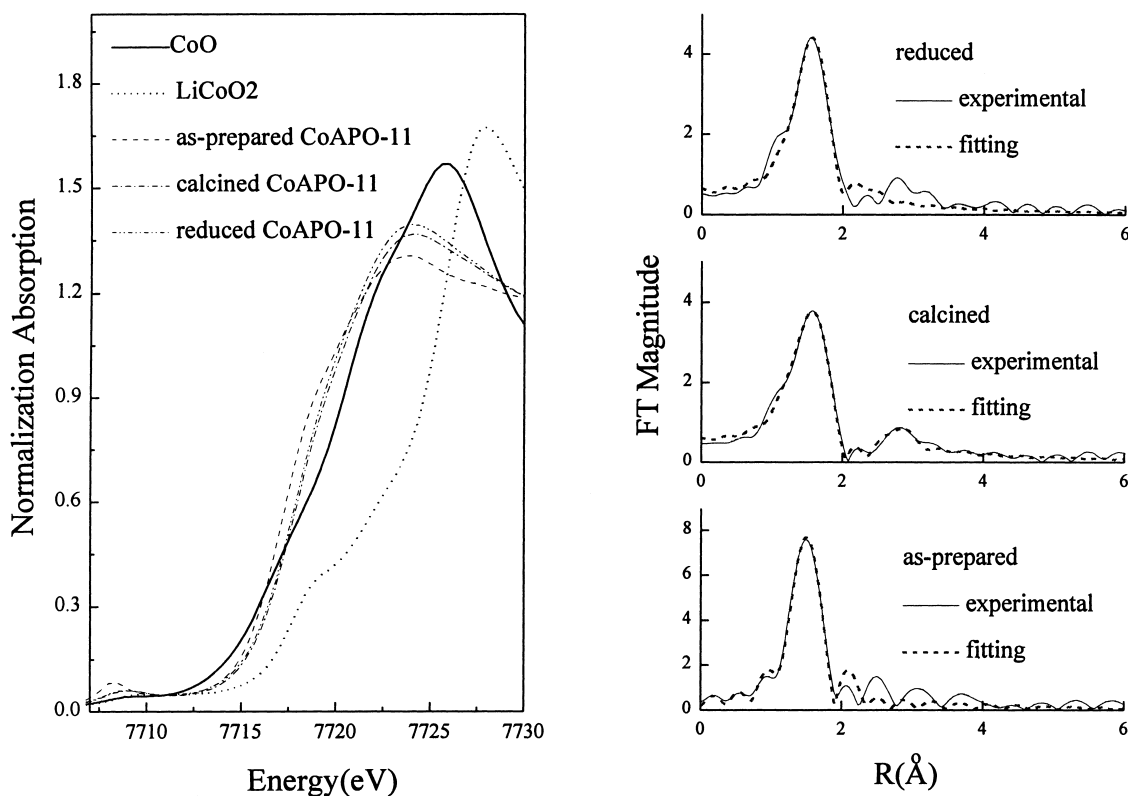 CoO
LiCoO2
as-prepared CoAPO-11
calcined CoAPO-11
reduced CoAPO-11
1.8
1.5
1.2
0.9
0.6
0.3
0.0
7710 7715 7720 7725 7730
Normalization Absorption
Energy(eV)
reduced
experimental
fitting
4
2
0
0 2 4 6
calcined
experimental
fitting
4
2
0
0 2 4 6
as-prepared
experimental
fitting
8
6
4
2
0
0 2 4 6
FT Magnitude
R(Å)